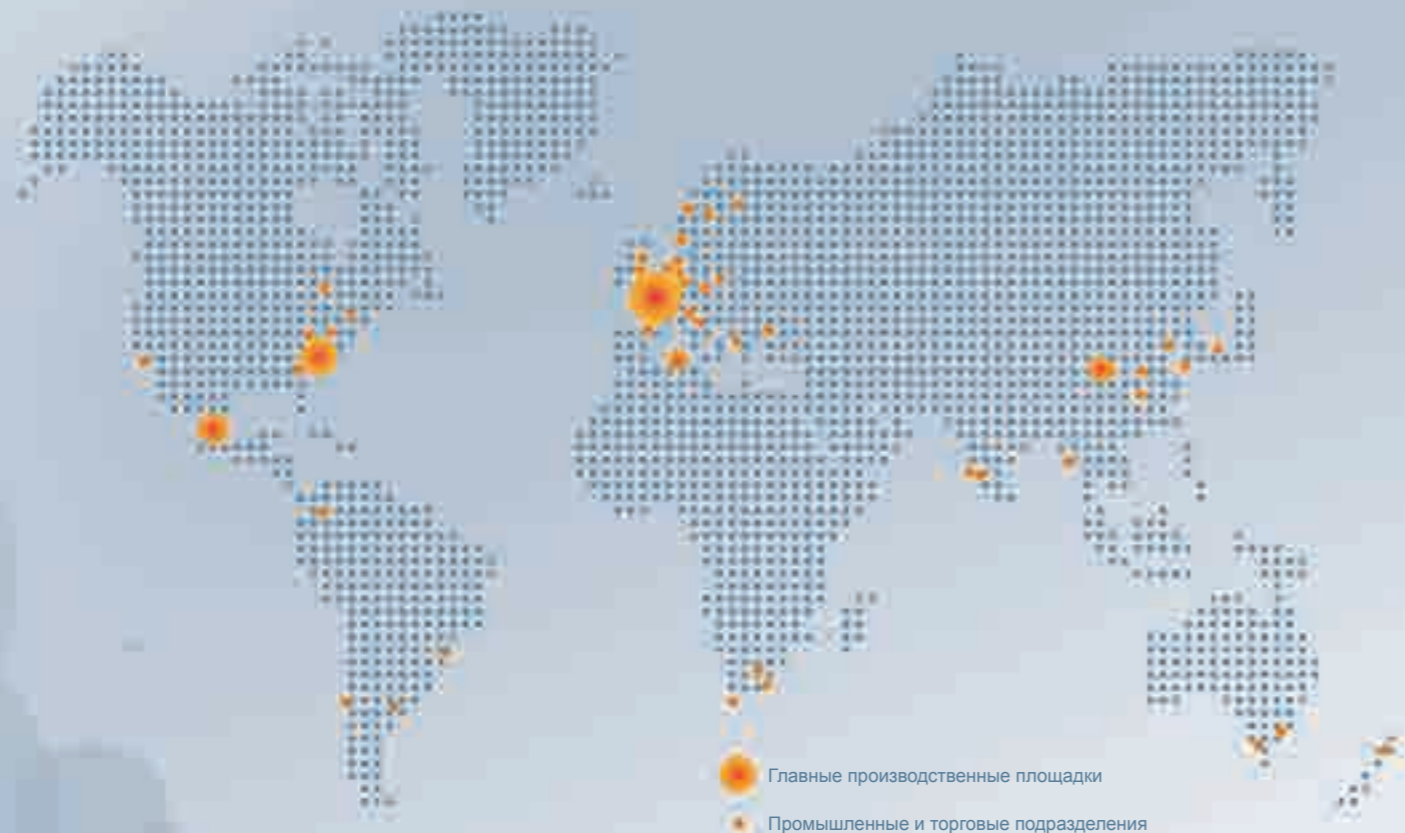 Главные производственные площадки
Промышленные и торговые подразделения